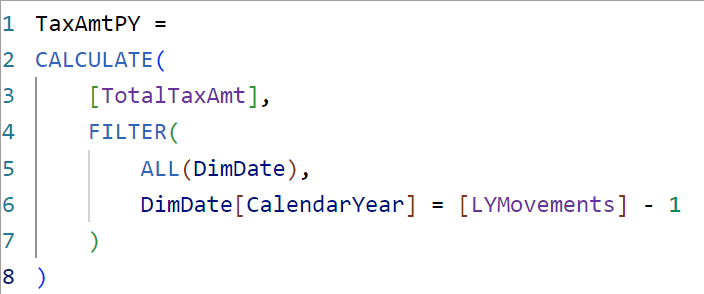 1 TaxAmtPY =
2 CALCULATE(
3 [TotalTaxAmt],
4 FILTER(
5 ALL(DimDate),
6 DimDate[CalendarYear] = [LYMovements] - 1
7 )
8 )